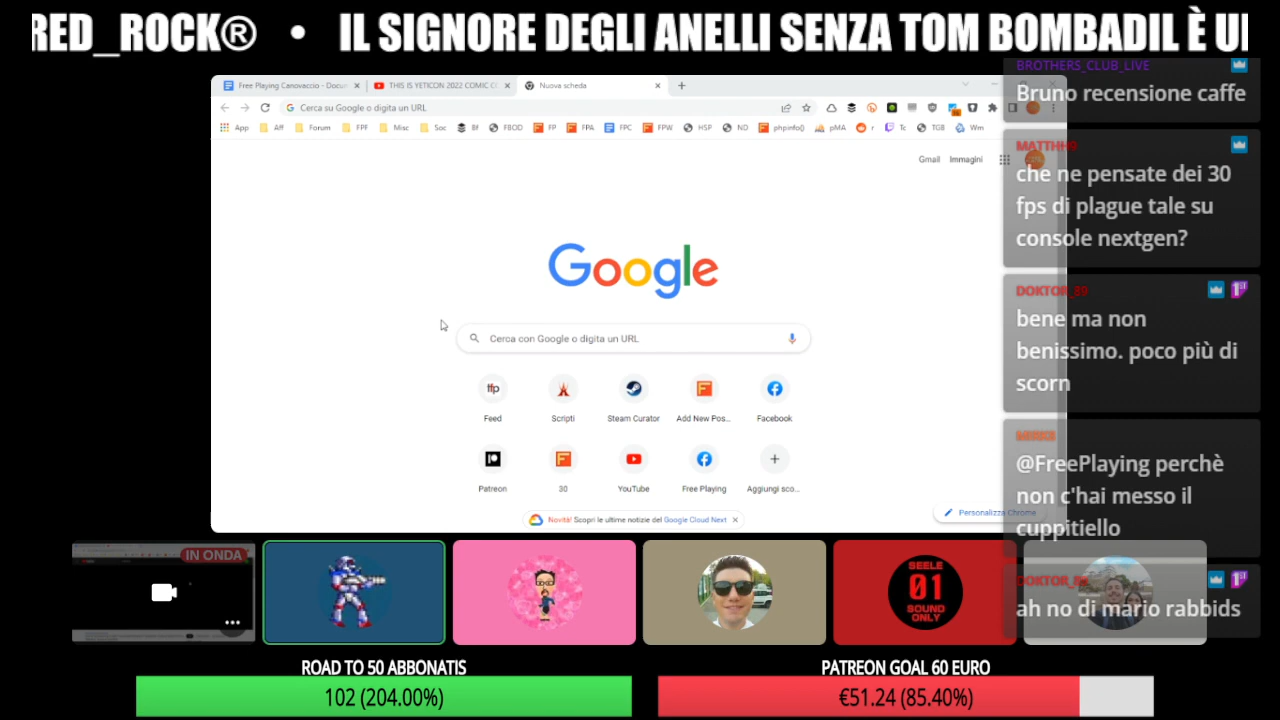 RED_ROCK® • IL SIGNORE DEGLI ANELLI SENZA TOM BOMBADIL È U
Free Playing Canovaccio - Docu
THIS IS YETICON 2022 COMIC C
Nuova scheda
Cerca su Google o digita un URL
App Aff Forum FPF Misc Soc Bf FBOD FP FPA FPC FPW HSP NO phpinfo() pMA r Tc TGB Wm
Gmail Immagini
Google
Cerca con Google o digita un URL
ffp
Feed Scripti Steam Curator Add New Pos... Facebook
Patreon 30 YouTube Free Playing Aggiungi sco...
Novità! Scopri le ultime notizie del Google Cloud Next
Personalizza Chrome
BROTHERS_CLUB_LIVE
Bruno recensione caffe
MATTHH9
che ne pensate dei 30
fps di plague tale su
console nextgen?
DOKTOR_89
bene ma non
benissimo. poco più di
scorn
@FreePlaying perchè
non c'hai messo il
cuppitiello
DOKTOR_89
ah no di mario rabbids
IN ONDA
SEELE
01
SOUND
ONLY
ROAD TO 50 ABBONATIS
102 (204.00%)
PATREON GOAL 60 EURO
€51.24 (85.40%)